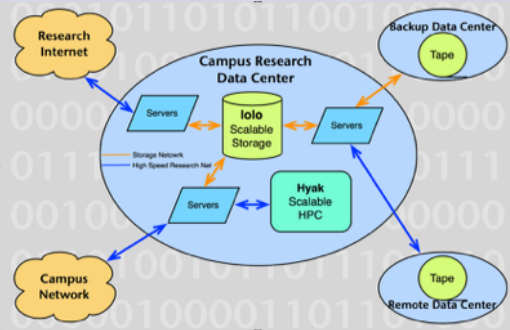 Research
Internet
Backup Data Center
Tape
Campus Research
Data Center
Servers
lolo
Scalable
Storage
Servers
Storage Netowrk
High Speed Research Net
Servers
Hyak
Scalable
HPC
Campus
Network
Tape
Remote Data Center